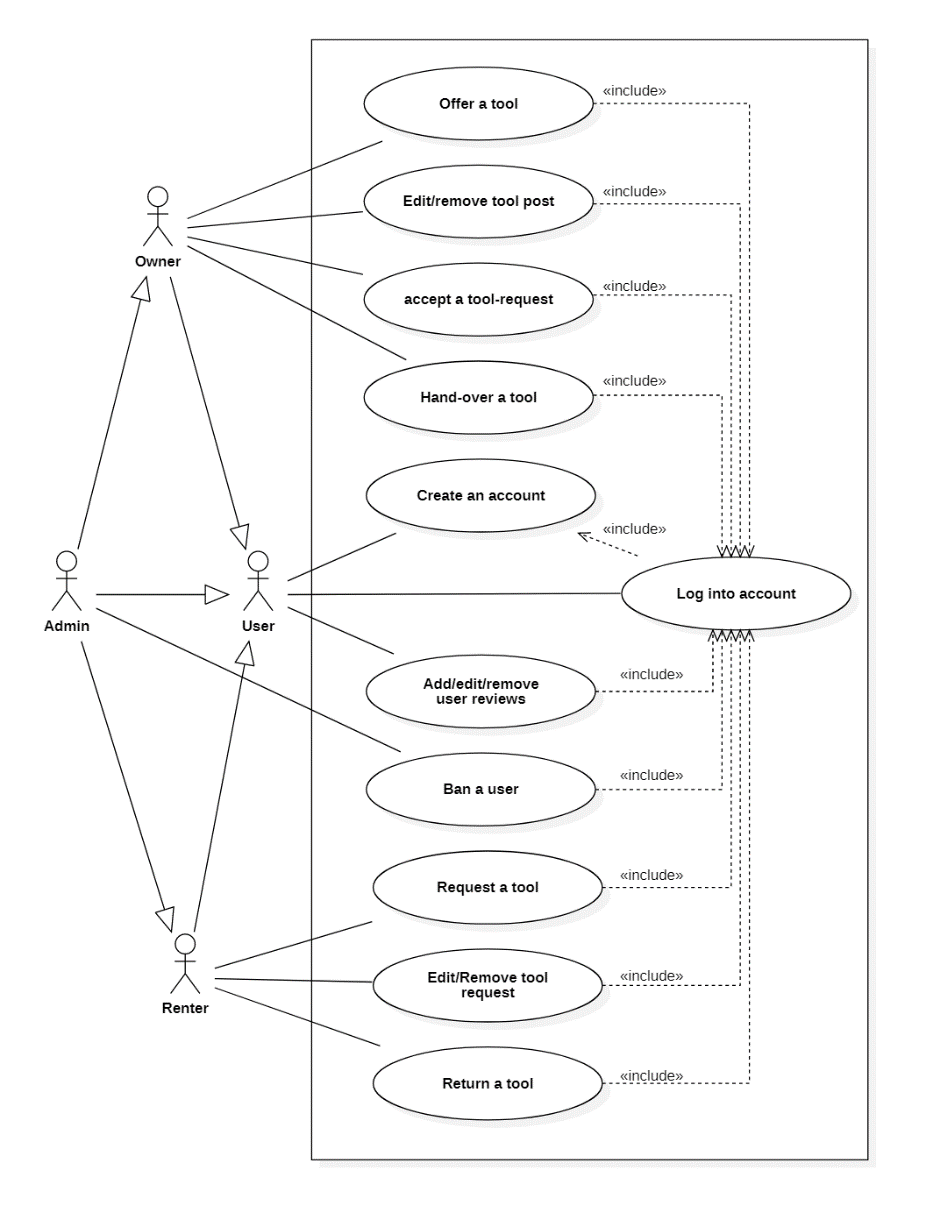 Offer a tool
«include»
Edit/remove tool post
«include»
Owner
accept a tool-request
«include»
Hand-over a tool
«include»
Create an account
«include»
Log into account
Admin
User
Add/edit/remove
user reviews
«include»
Ban a user
«include»
Request a tool
«include»
Renter
Edit/Remove tool
request
«include»
Return a tool
«include»